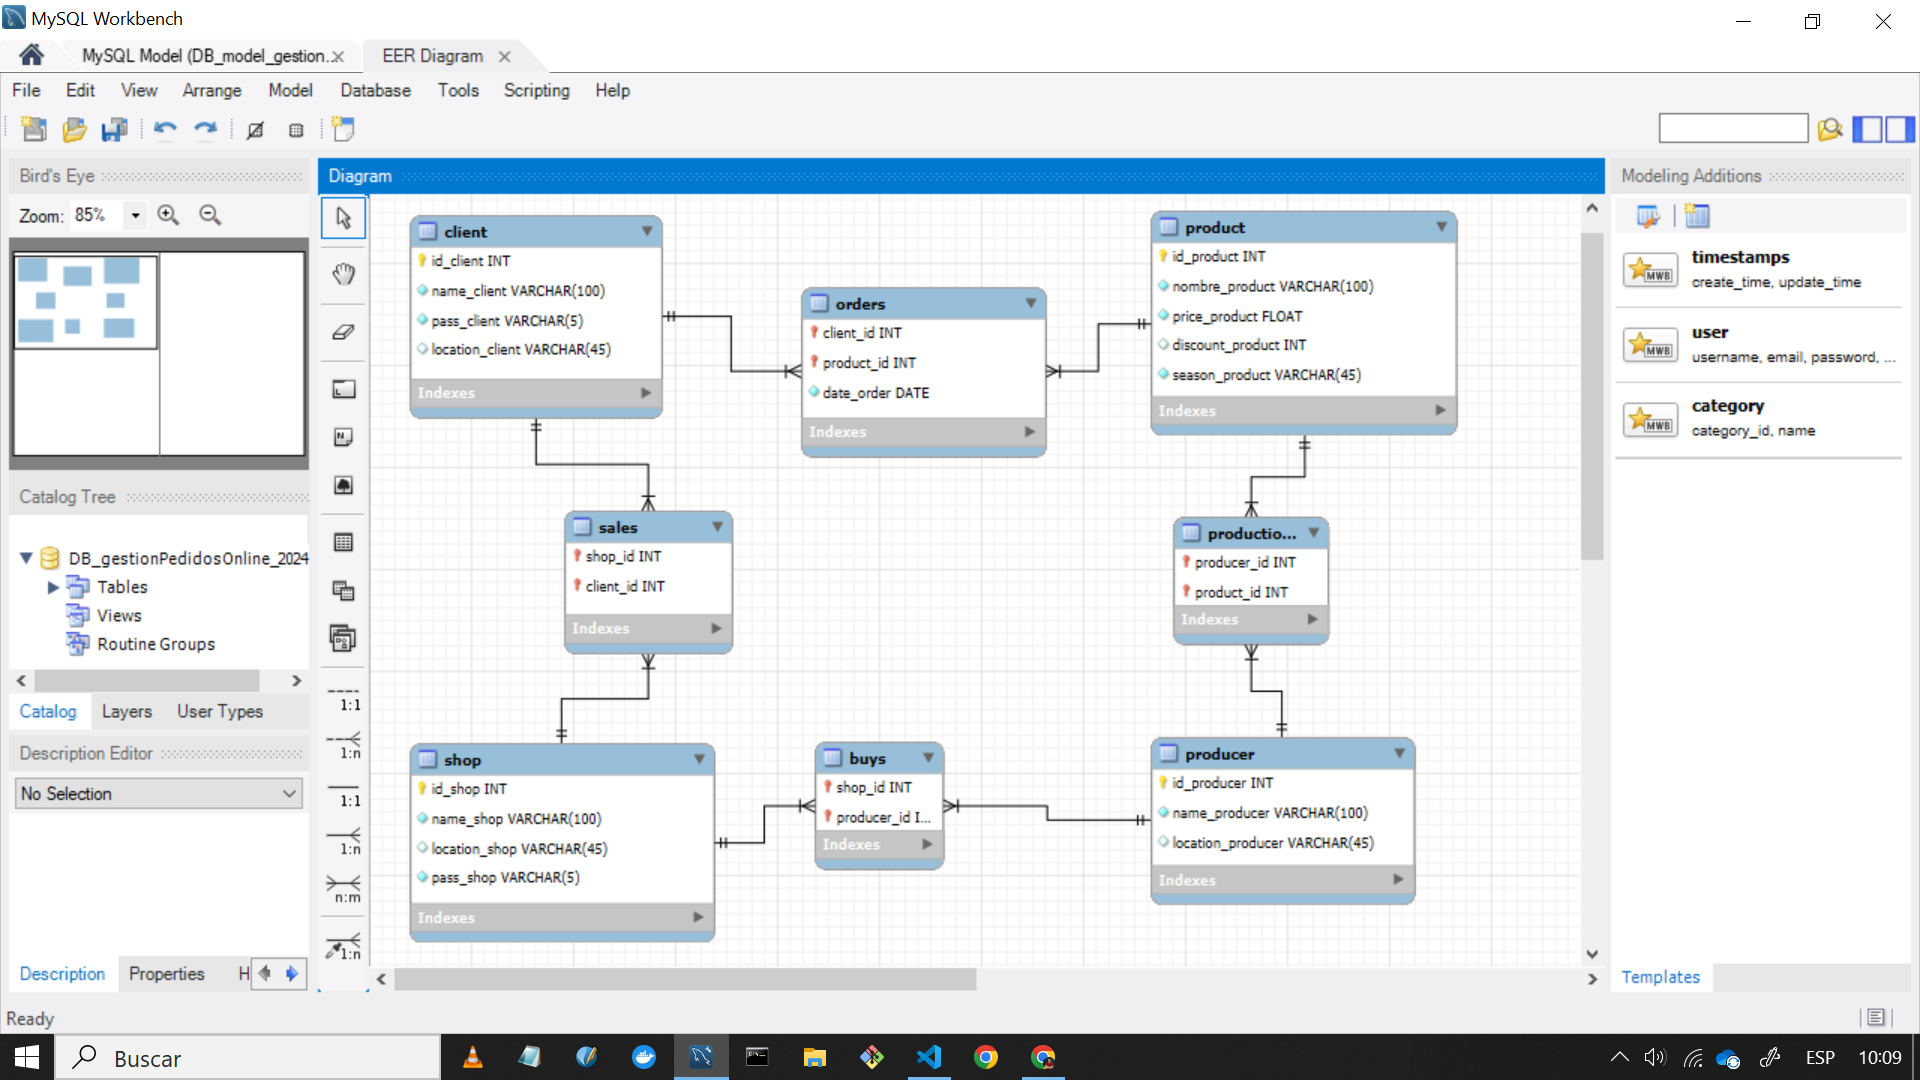 MySQL Workbench
MySQL Model (DB_model_gestion...
EER Diagram
File Edit View Arrange Model Database Tools Scripting Help
Bird's Eye
Zoom: 85%
Catalog Tree
DB_gestionPedidosOnline_2024
Tables
Views
Routine Groups
Catalog Layers User Types
Description Editor
No Selection
Description Properties H
Diagram
1:1
1:n
1:1
1:n
n:m
1:n
client
id_client INT
name_client VARCHAR(100)
pass_client VARCHAR(5)
location_client VARCHAR(45)
Indexes
orders
client_id INT
product_id INT
date_order DATE
Indexes
product
id_product INT
nombre_product VARCHAR(100)
price_product FLOAT
discount_product INT
season_product VARCHAR(45)
Indexes
sales
shop_id INT
client_id INT
Indexes
productio...
producer_id INT
product_id INT
Indexes
shop
id_shop INT
name_shop VARCHAR(100)
location_shop VARCHAR(45)
pass_shop VARCHAR(5)
Indexes
buys
shop_id INT
producer_id I...
Indexes
producer
id_producer INT
name_producer VARCHAR(100)
location_producer VARCHAR(45)
Indexes
Modeling Additions
MWB
timestamps
create_time, update_time
MWB
user
username, email, password, ...
MWB
category
category_id, name
Templates
Ready
Buscar
ESP
10:09